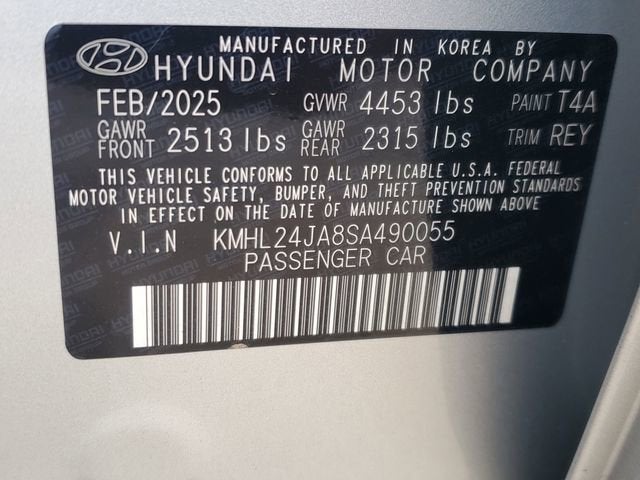 MANUFACTURED IN KOREA BY
HYUNDAI MOTOR COMPANY
FEB/2025 GVWR 4453 lbs PAINT T4A
GAWR FRONT 2513 lbs GAWR REAR 2315 lbs TRIM REY
THIS VEHICLE CONFORMS TO ALL APPLICABLE U.S.A. FEDERAL
MOTOR VEHICLE SAFETY, BUMPER, AND THEFT PREVENTION STANDARDS
IN EFFECT ON THE DATE OF MANUFACTURE SHOWN ABOVE
V.I.N KMHL24JA8SA490055
PASSENGER CAR